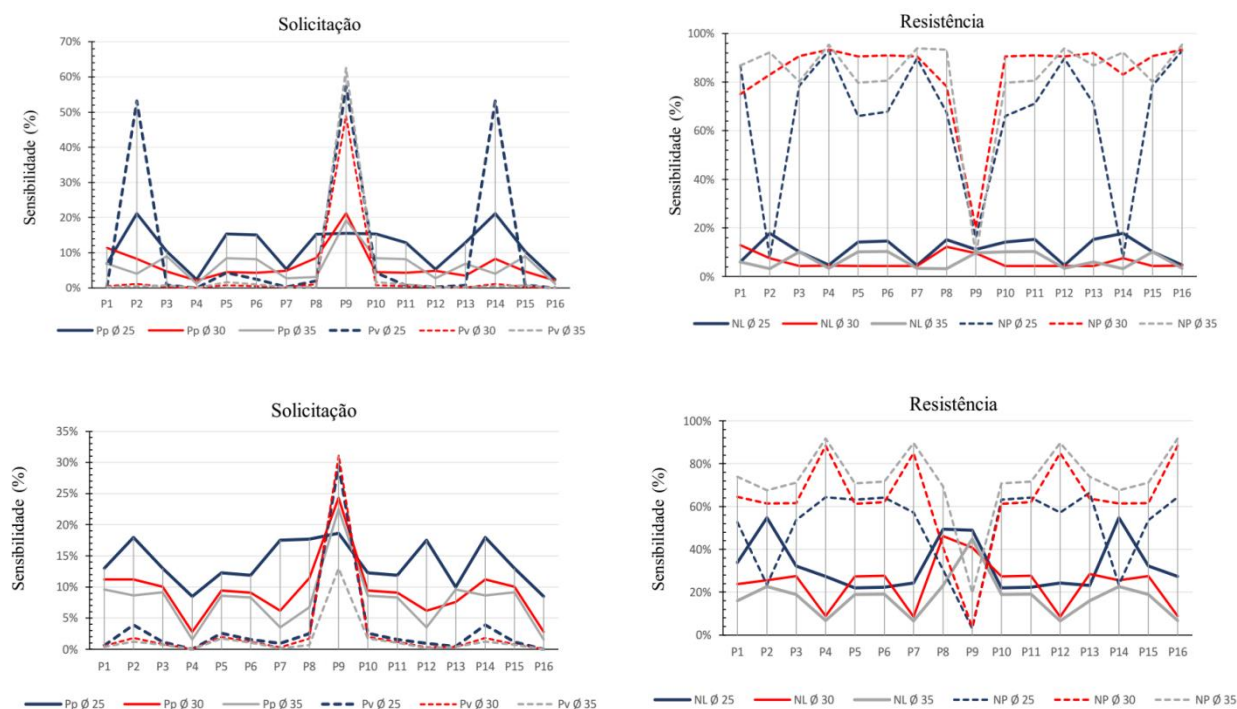 Solicitação
Sensibilidade (%)
70%
60%
50%
40%
30%
20%
10%
0%
P1 P2 P3 P4 P5 P6 P7 P8 P9 P10 P11 P12 P13 P14 P15 P16
Pp Ø 25 Pp Ø 30 Pp Ø 35 Pv Ø 25 Pv Ø 30 Pv Ø 35
Resistência
Sensibilidade (%)
100%
80%
60%
40%
20%
0%
P1 P2 P3 P4 P5 P6 P7 P8 P9 P10 P11 P12 P13 P14 P15 P16
NL Ø 25 NL Ø 30 NL Ø 35 NP Ø 25 NP Ø 30 NP Ø 35
Solicitação
Sensibilidade (%)
35%
30%
25%
20%
15%
10%
5%
0%
P1 P2 P3 P4 P5 P6 P7 P8 P9 P10 P11 P12 P13 P14 P15 P16
Pp Ø 25 Pp Ø 30 Pp Ø 35 Pv Ø 25 Pv Ø 30 Pv Ø 35
Resistência
Sensibilidade (%)
100%
80%
60%
40%
20%
0%
P1 P2 P3 P4 P5 P6 P7 P8 P9 P10 P11 P12 P13 P14 P15 P16
NL Ø 25 NL Ø 30 NL Ø 35 NP Ø 25 NP Ø 30 NP Ø 35